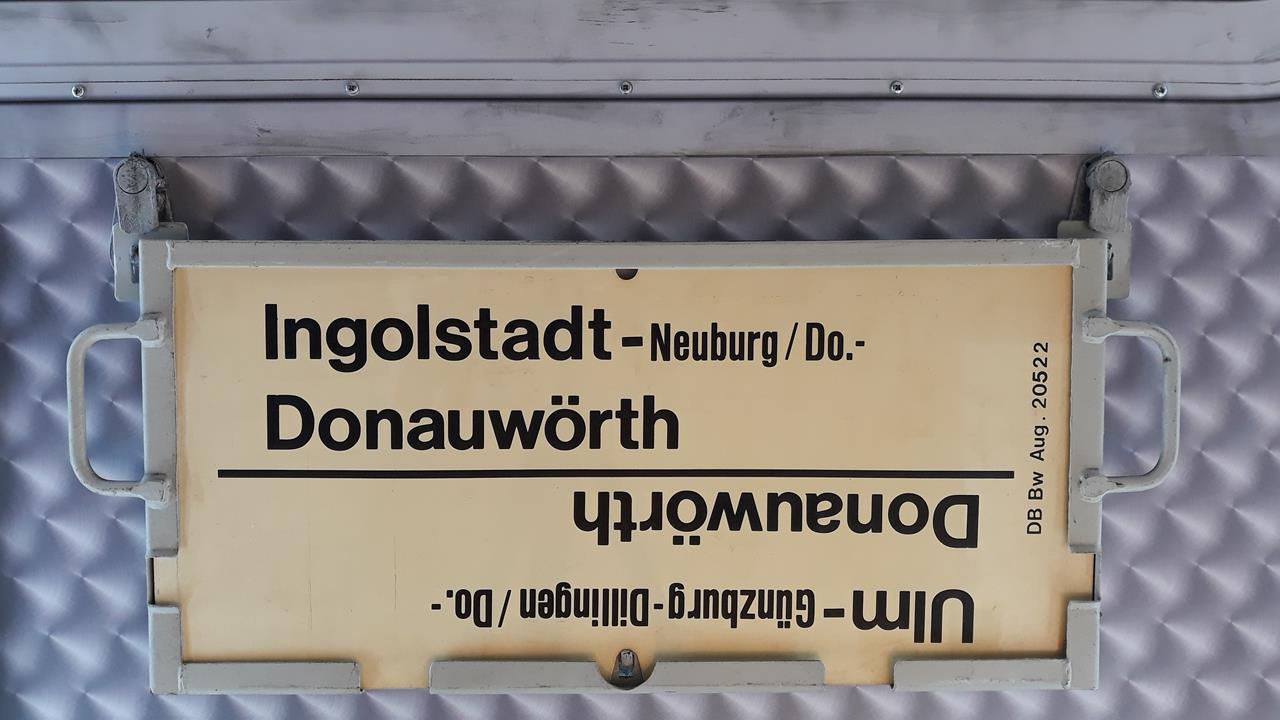 Ingolstadt - Neuburg / Do.-
Donauwörth
Ulm - Günzburg - Dillingen / Do. -
Donauwörth
DB Bw Aug. 20522